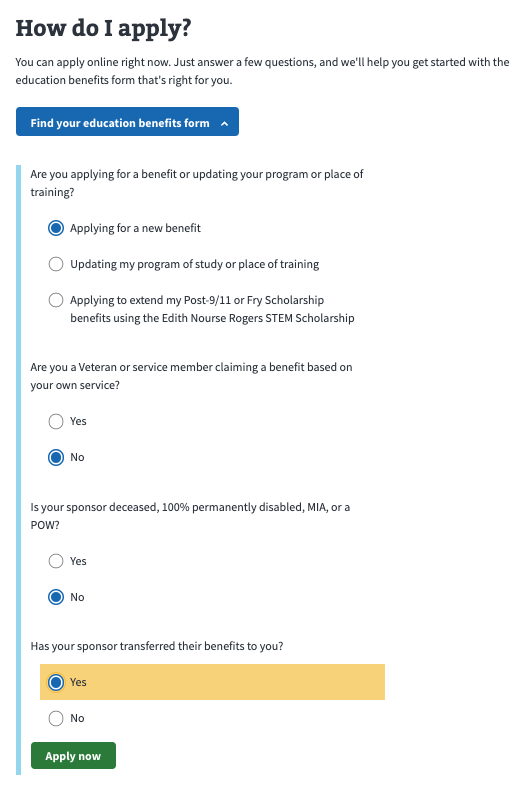 How do I apply?
You can apply online right now. Just answer a few questions, and we'll help you get started with the
education benefits form that's right for you.
Find your education benefits form
Are you applying for a benefit or updating your program or place of
training?
Applying for a new benefit
Updating my program of study or place of training
Applying to extend my Post-9/11 or Fry Scholarship
benefits using the Edith Nourse Rogers STEM Scholarship
Are you a Veteran or service member claiming a benefit based on
your own service?
Yes
No
Is your sponsor deceased, 100% permanently disabled, MIA, or a
POW?
Yes
No
Has your sponsor transferred their benefits to you?
Yes
No
Apply now